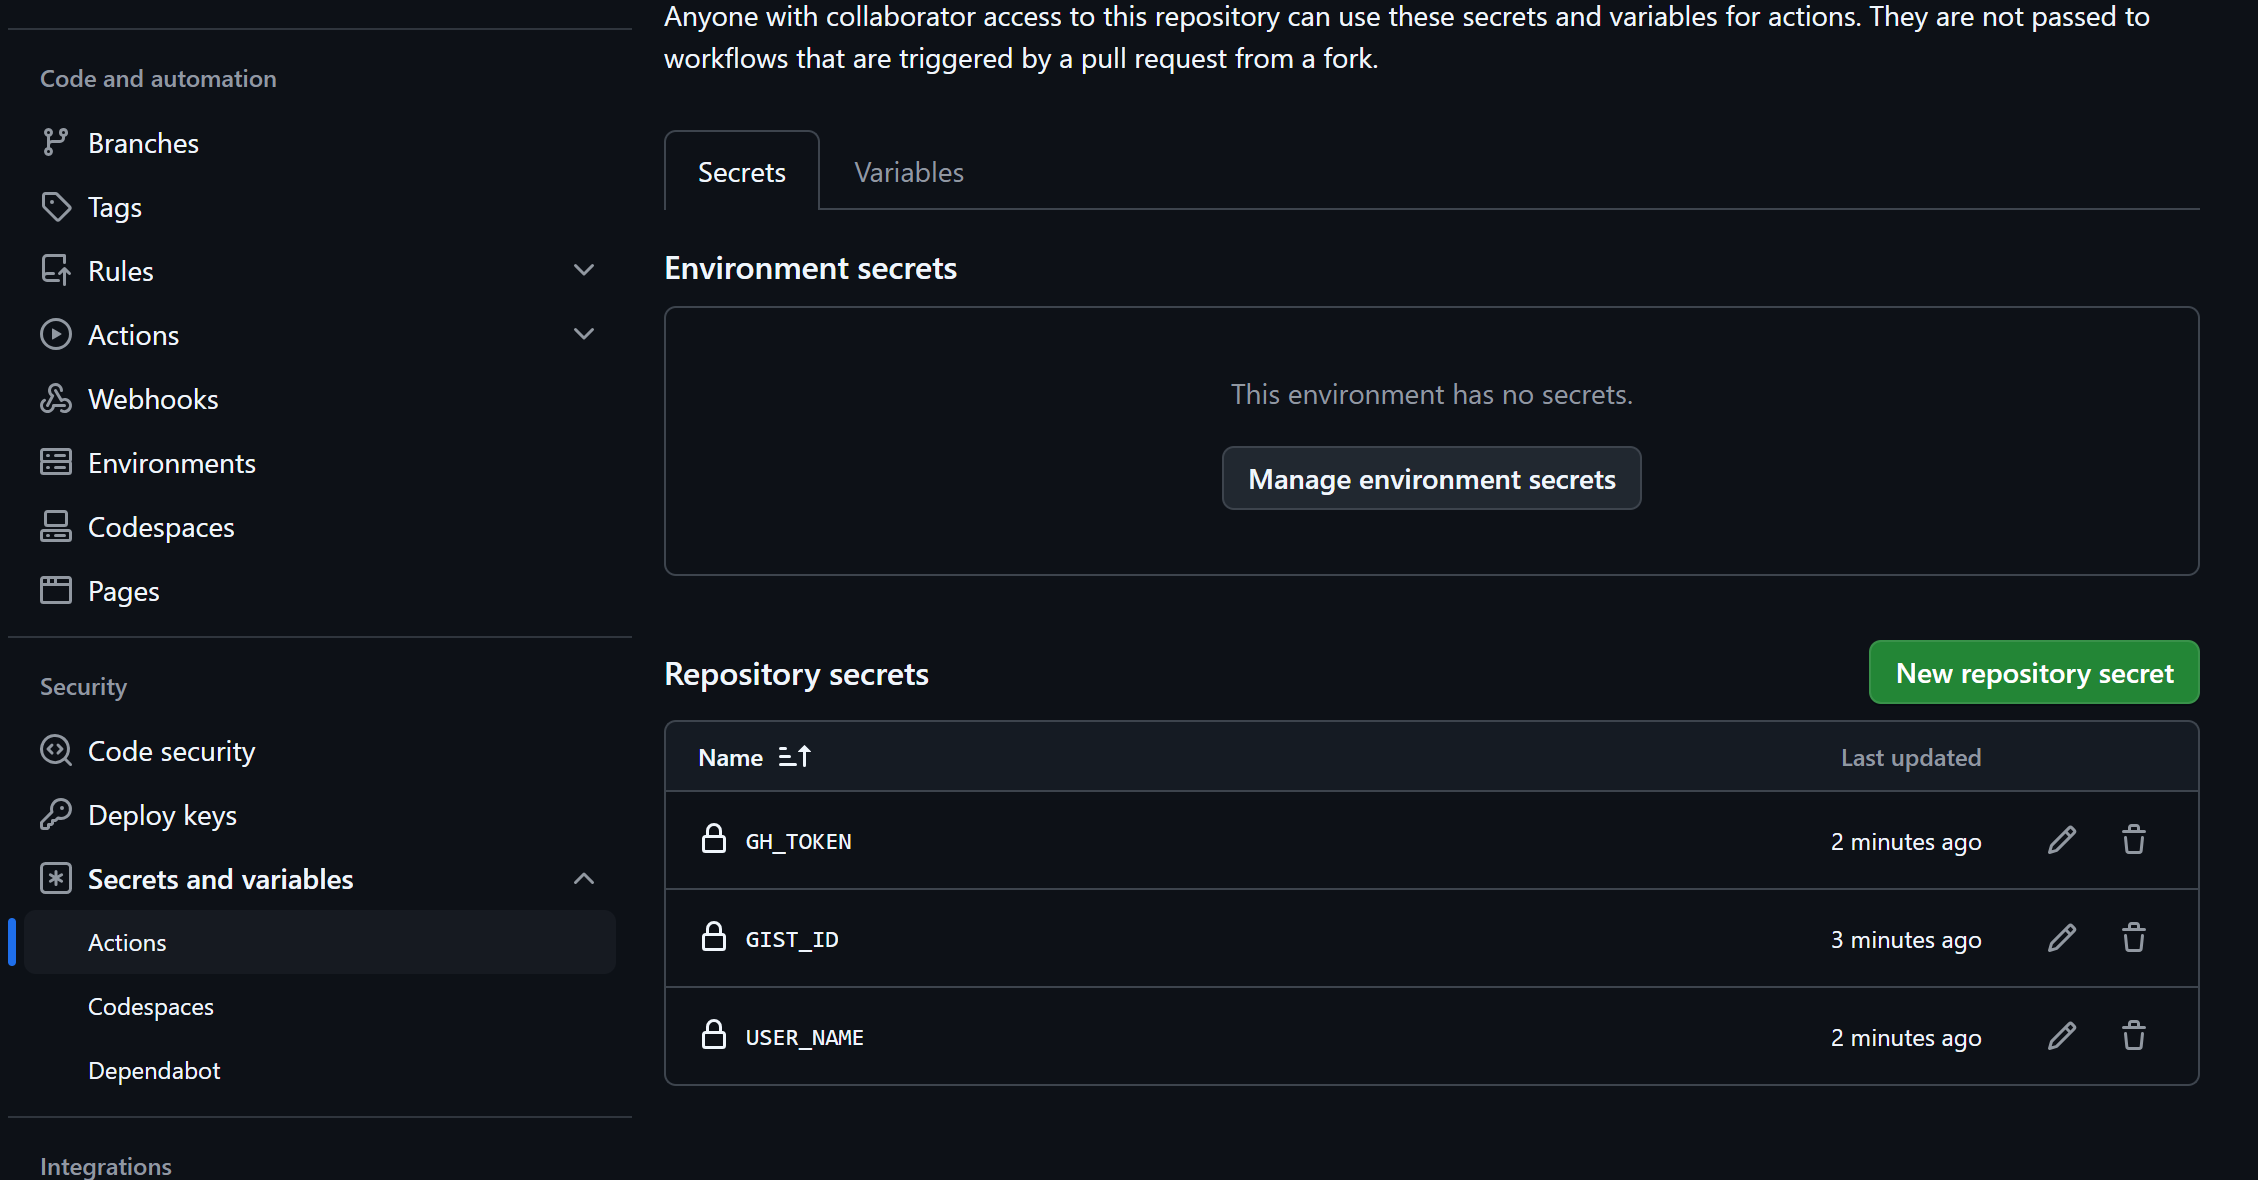 Anyone with collaborator access to this repository can use these secrets and variables for actions. They are not passed to
workflows that are triggered by a pull request from a fork.
Code and automation
Branches
Tags
Rules
Actions
Webhooks
Environments
Codespaces
Pages
Security
Code security
Deploy keys
Secrets and variables
Actions
Codespaces
Dependabot
Integrations
Secrets
Variables
Environment secrets
This environment has no secrets.
Manage environment secrets
Repository secrets
New repository secret
Name
Last updated
GH_TOKEN
2 minutes ago
GIST_ID
3 minutes ago
USER_NAME
2 minutes ago